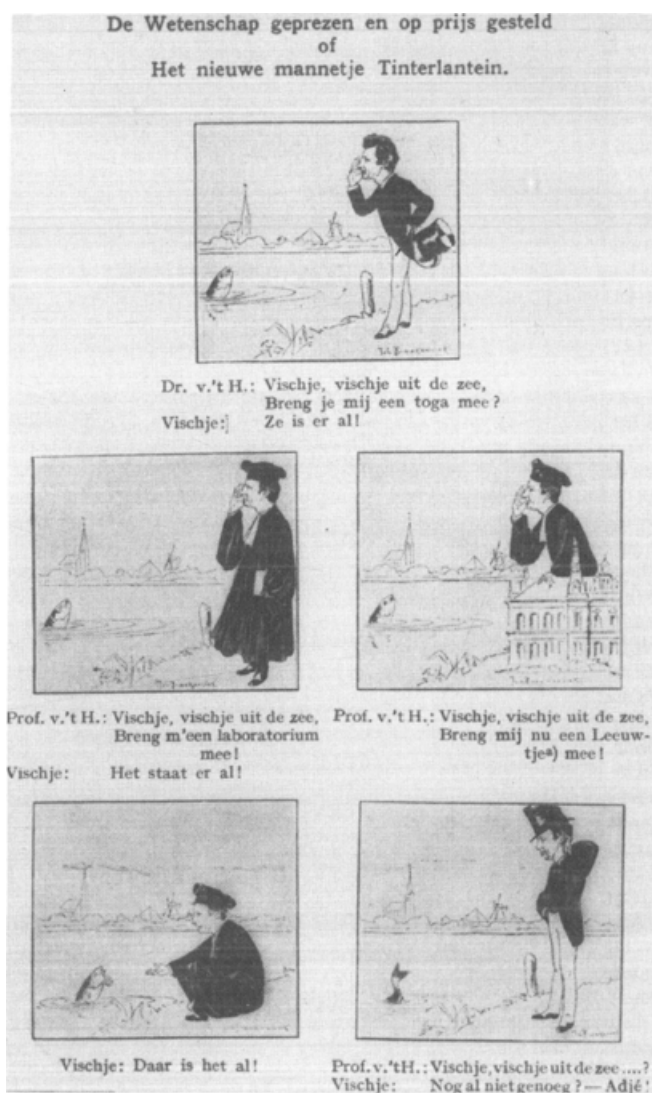 De Wetenschap geprezen en op prijs gesteld
of
Het nieuwe mannetje Tinterlantein.
Dr. v.'t H.: Vischje, vischje uit de zee,
Breng je mij een toga mee?
Vischje: Ze is er al!
Prof. v.'t H.: Vischje, vischje uit de zee,
Breng m'een laboratorium
mee!
Vischje: Het staat er al!
Prof. v.'t H.: Vischje, vischje uit de zee,
Breng mij nu een Leeuw-
tjeª) mee!
Vischje: Daar is het al!
Prof. v.'tH.: Vischje, vischje uit de zee....?
Vischje: Nog al niet genoeg? — Adjé!